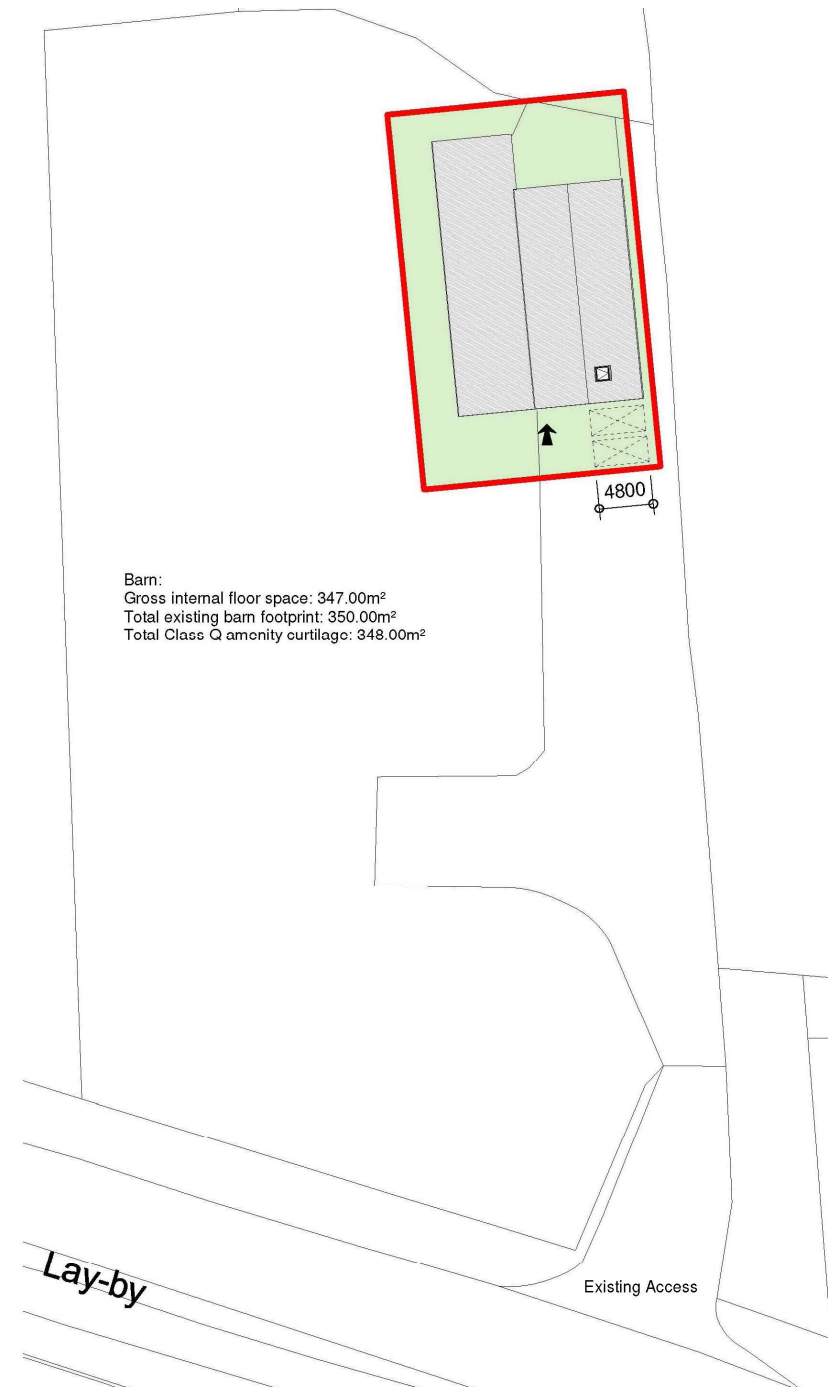 4800
Barn:
Gross internal floor space: 347.00m²
Total existing barn footprint: 350.00m²
Total Class Q amenity curtilage: 348.00m²
Lay-by
Existing Access